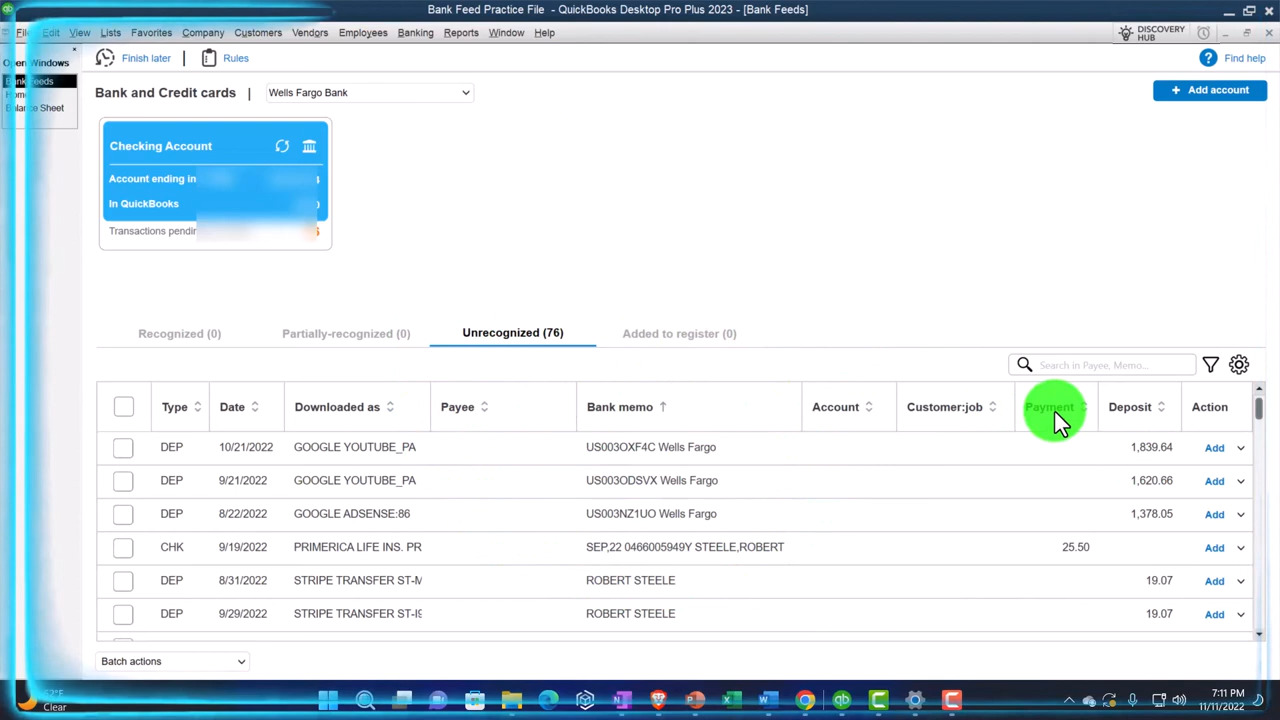 Bank Feed Practice File - QuickBooks Desktop Pro Plus 2023 - [Bank Feeds]
File Edit View Lists Favorites Company Customers Vendors Employees Banking Reports Window Help
DISCOVERY HUB
Open Windows
Bank Feeds
Balance Sheet
Finish later | Rules
Find help
Bank and Credit cards | Wells Fargo Bank
+ Add account
Checking Account
Account ending in
In QuickBooks
Transactions
Recognized (0) Partially-recognized (0) Unrecognized (76) Added to register (0)
Search in Payee, Memo...
Type Date Downloaded as Payee Bank memo Account Customer:job Payment Deposit Action
DEP 10/21/2022 GOOGLE YOUTUBE_PA US003OXF4C Wells Fargo 1,839.64 Add
DEP 9/21/2022 GOOGLE YOUTUBE_PA US003ODSVX Wells Fargo 1,620.66 Add
DEP 8/22/2022 GOOGLE ADSENSE:86 US003NZ1UO Wells Fargo 1,378.05 Add
CHK 9/19/2022 PRIMERICA LIFE INS. PR SEP,22 0466005949Y STEELE,ROBERT 25.50 Add
DEP 8/31/2022 STRIPE TRANSFER ST-M ROBERT STEELE 19.07 Add
DEP 9/29/2022 STRIPE TRANSFER ROBERT STEELE 19.07 Add
Batch actions
Clear
7:11 PM
11/11/2022